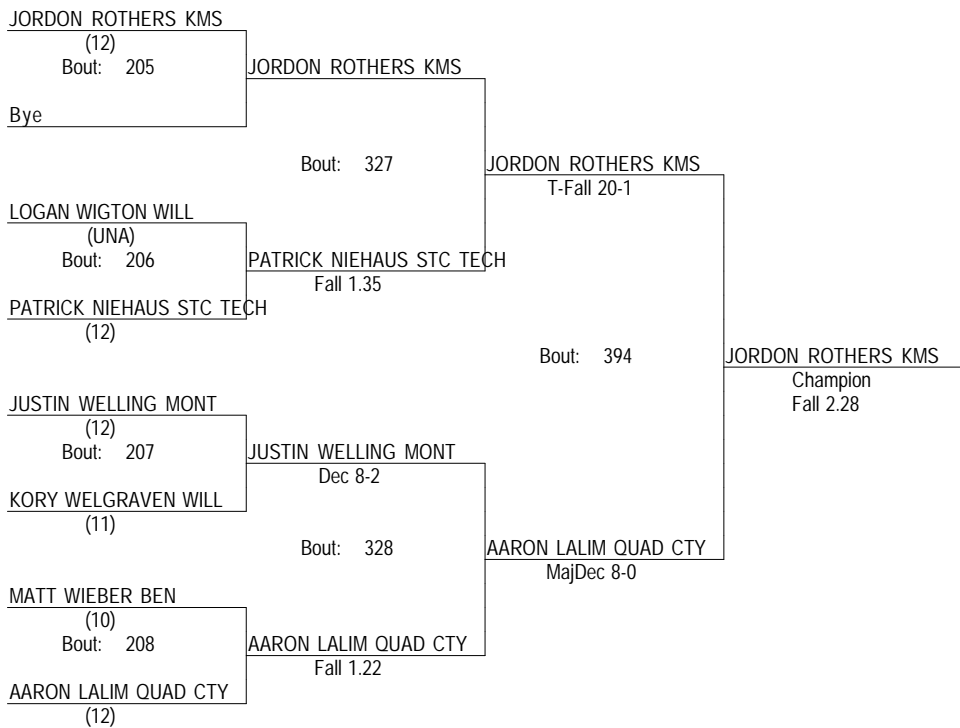 JORDON ROTHERS KMS
(12)
Bout: 205
JORDON ROTHERS KMS
Bye
Bout: 327
JORDON ROTHERS KMS
T-Fall 20-1
LOGAN WIGTON WILL
(UNA)
Bout: 206
PATRICK NIEHAUS STC TECH
Fall 1.35
PATRICK NIEHAUS STC TECH
(12)
Bout: 394
JORDON ROTHERS KMS
Champion
Fall 2.28
JUSTIN WELLING MONT
(12)
Bout: 207
JUSTIN WELLING MONT
Dec 8-2
KORY WELGRAVEN WILL
(11)
Bout: 328
AARON LALIM QUAD CTY
MajDec 8-0
MATT WIEBER BEN
(10)
Bout: 208
AARON LALIM QUAD CTY
Fall 1.22
AARON LALIM QUAD CTY
(12)